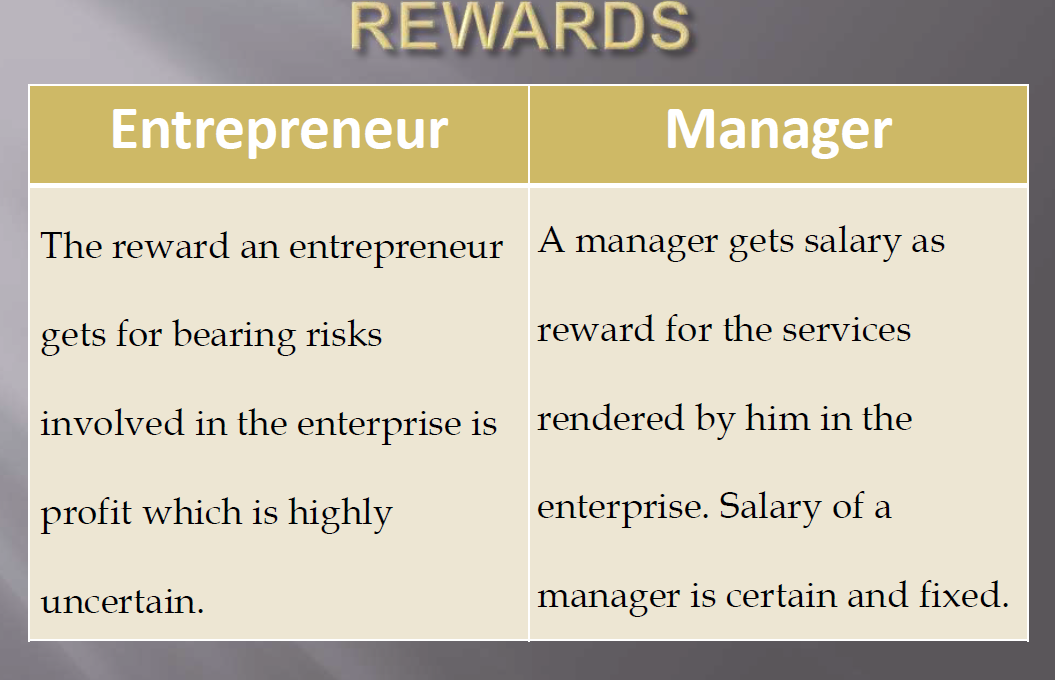 REWARDS
Entrepreneur
Manager
The reward an entrepreneur
gets for bearing risks
involved in the enterprise is
profit which is highly
uncertain.
A manager gets salary as
reward for the services
rendered by him in the
enterprise. Salary of a
manager is certain and fixed.